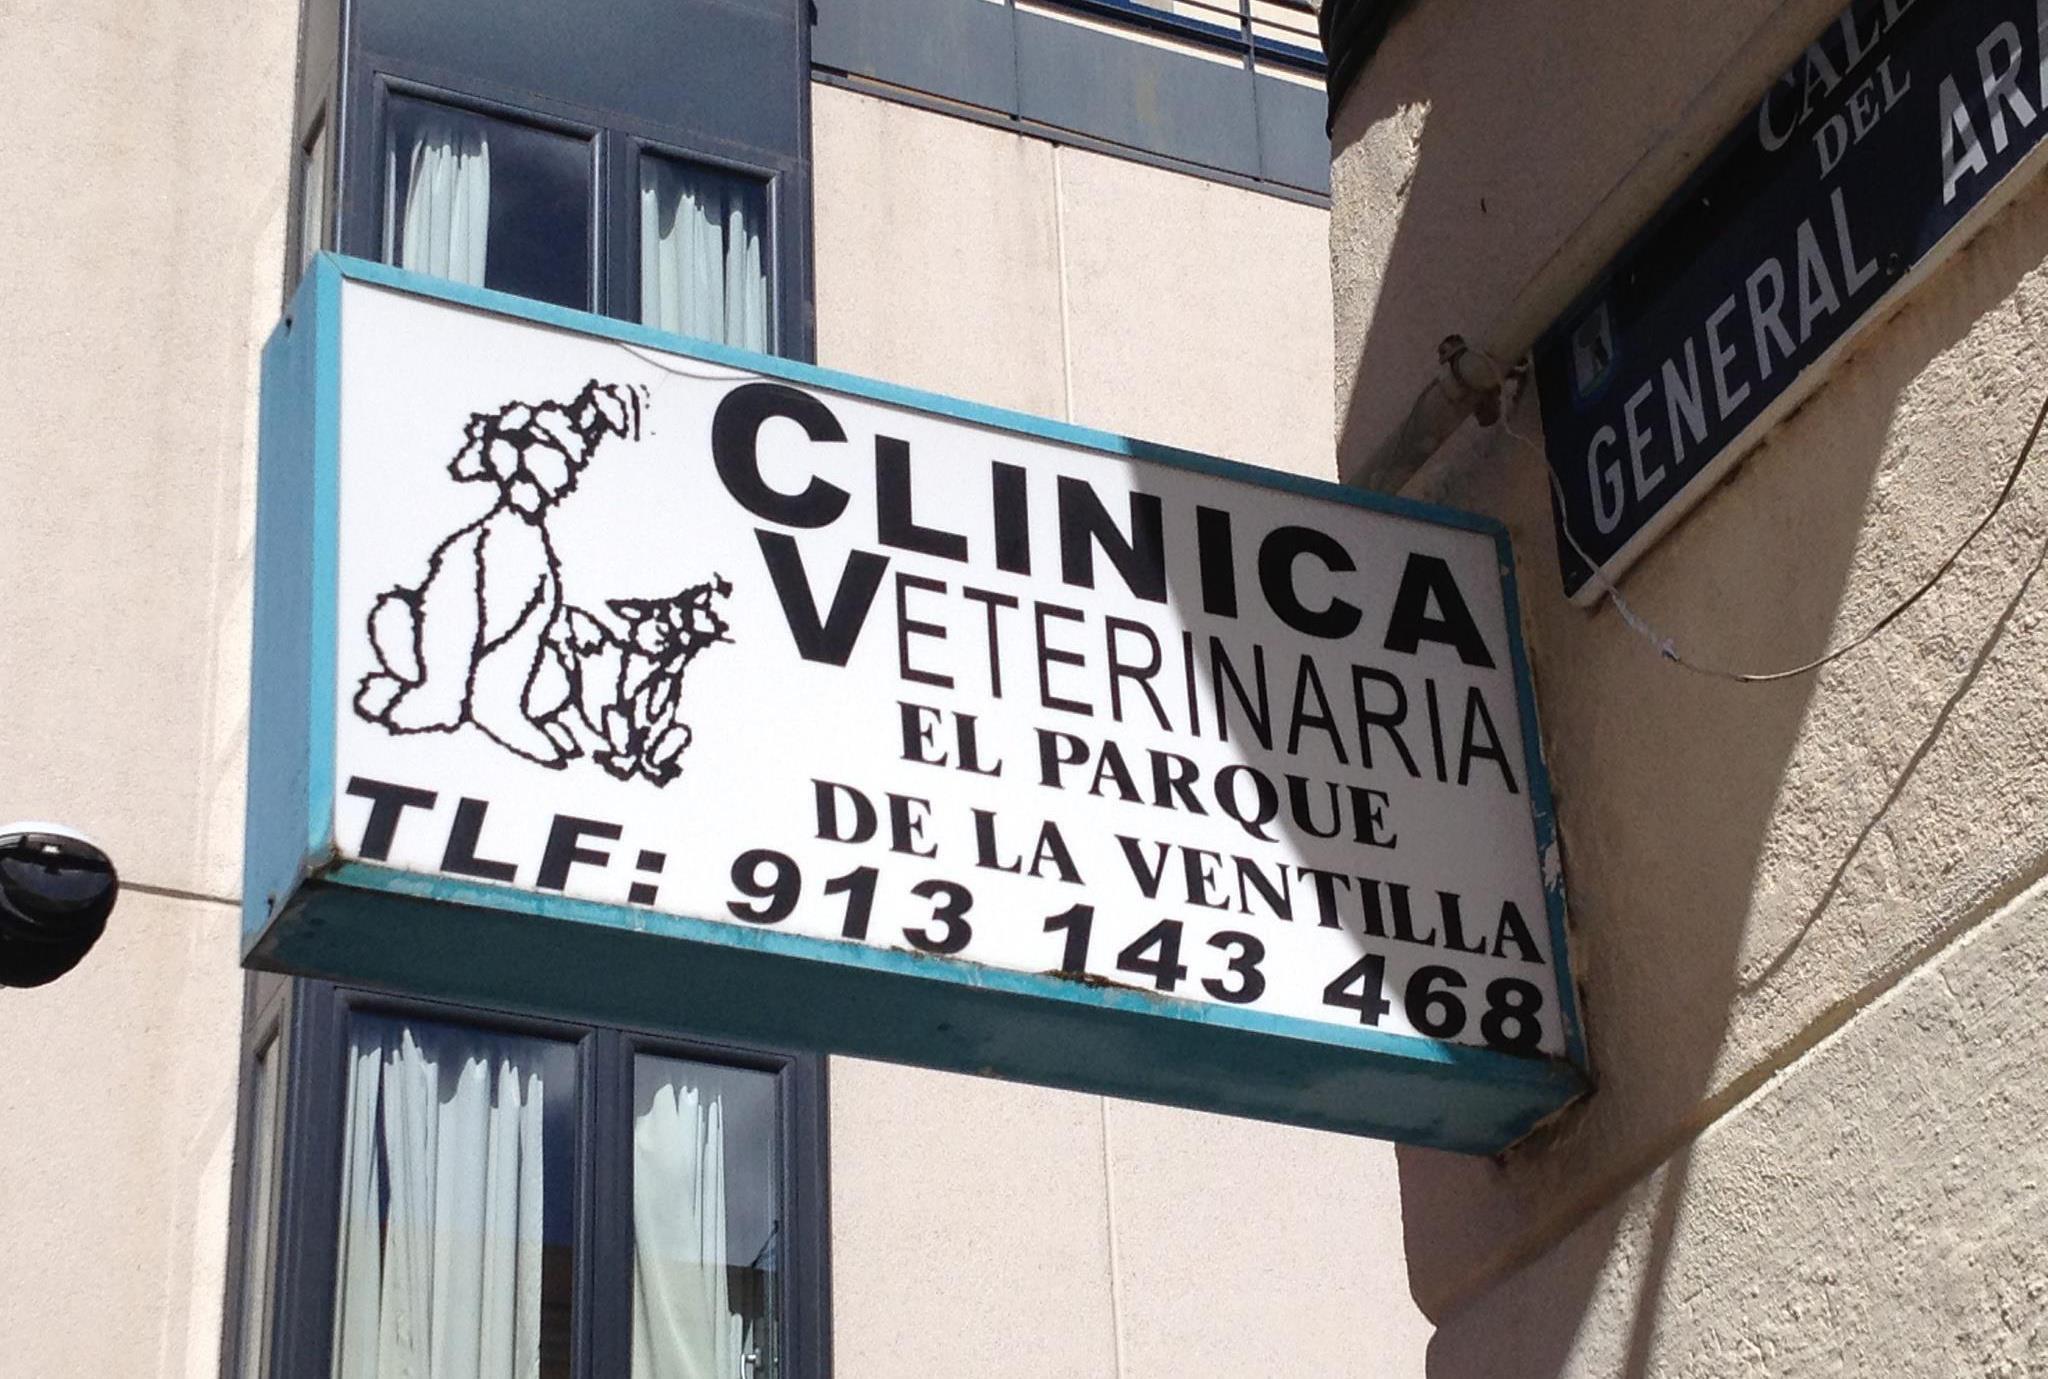 CLINICA
VETERINARIA
EL PARQUE
DE LA VENTILLA
TLF: 913 143 468
DEL
GENERAL